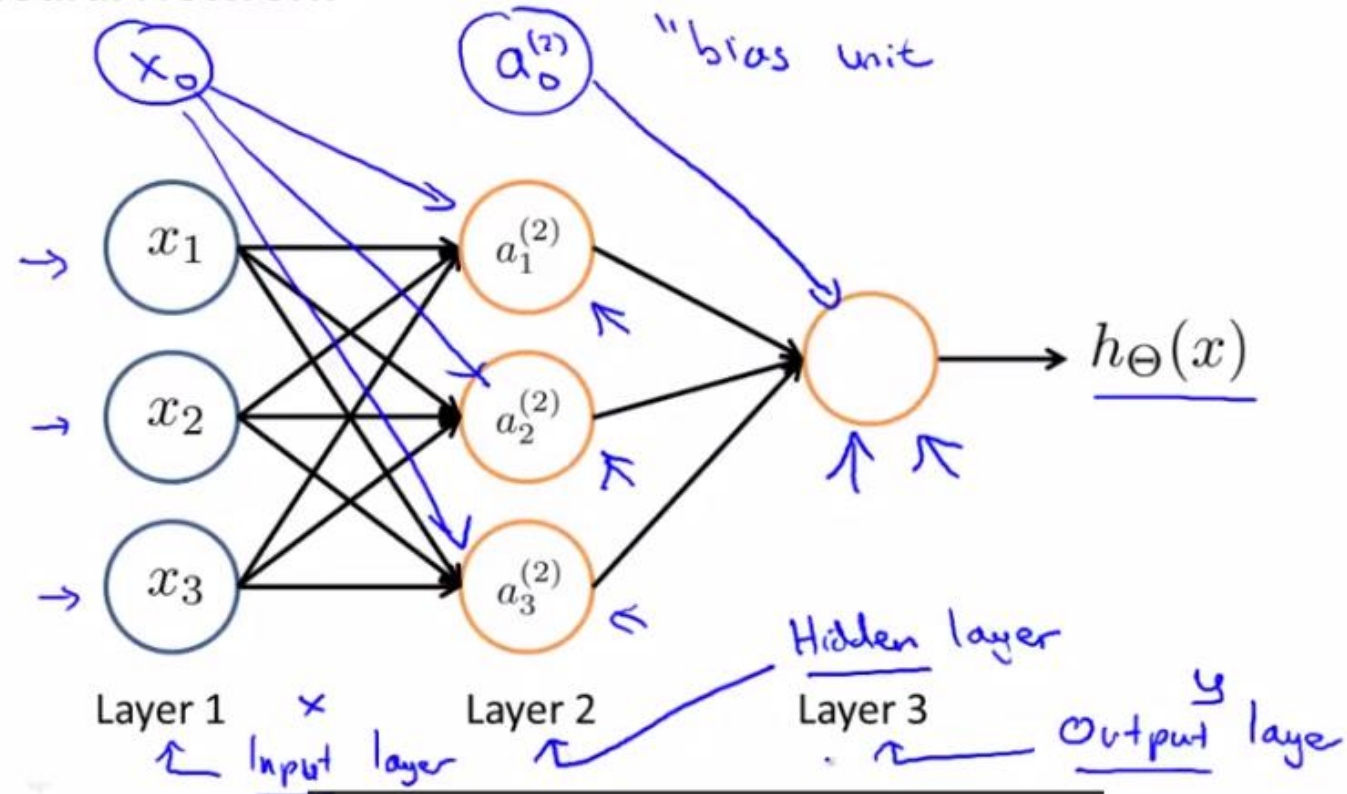 x₀ a₀⁽²⁾ "bias unit
x₁ a₁⁽²⁾
h_Θ(x)
x₂ a₂⁽²⁾
x₃ a₃⁽²⁾
Hidden layer
Layer 1 x Layer 2 Layer 3 y
Input layer Output laye